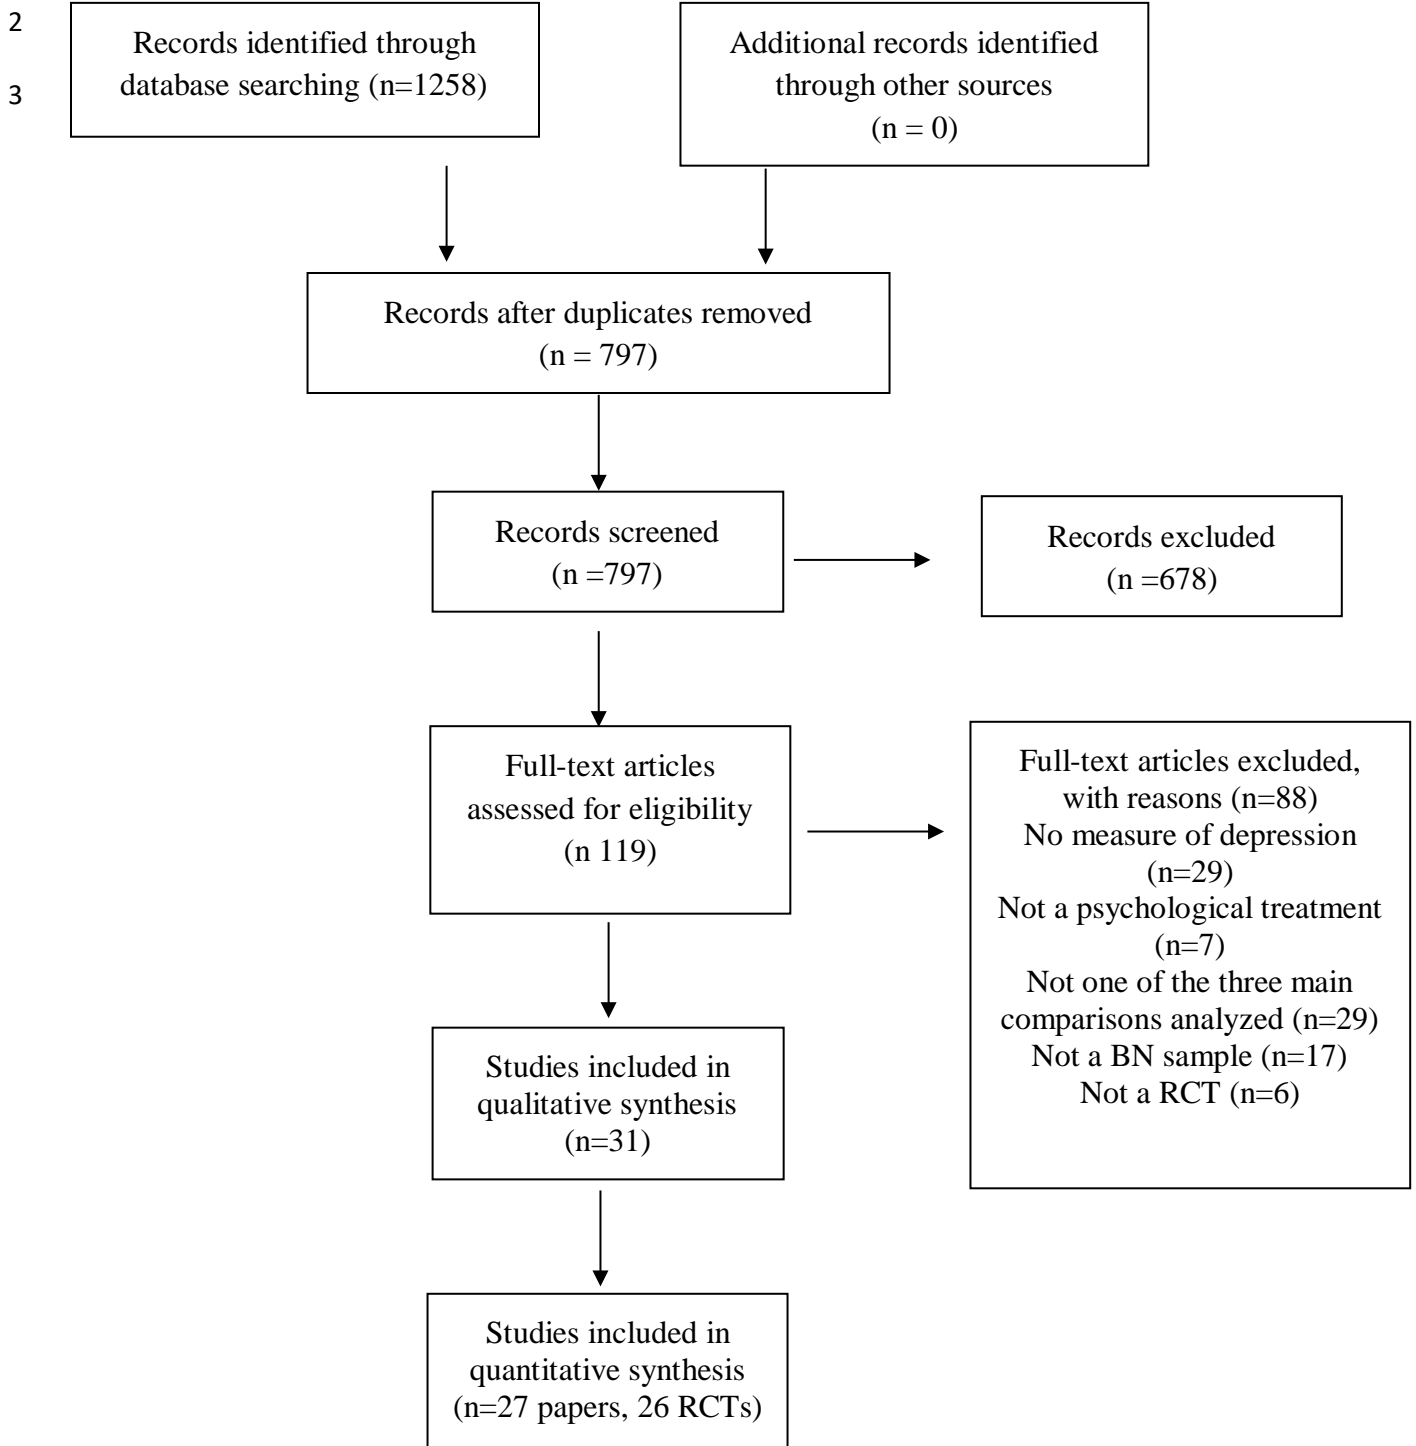 2
Records identified through
database searching (n=1258)
3
Additional records identified
through other sources
(n = 0)
Records after duplicates removed
(n = 797)
Records screened
(n =797)
Records excluded
(n =678)
Full-text articles
assessed for eligibility
(n 119)
Full-text articles excluded,
with reasons (n=88)
No measure of depression
(n=29)
Not a psychological treatment
(n=7)
Not one of the three main
comparisons analyzed (n=29)
Not a BN sample (n=17)
Not a RCT (n=6)
Studies included in
qualitative synthesis
(n=31)
Studies included in
quantitative synthesis
(n=27 papers, 26 RCTs)